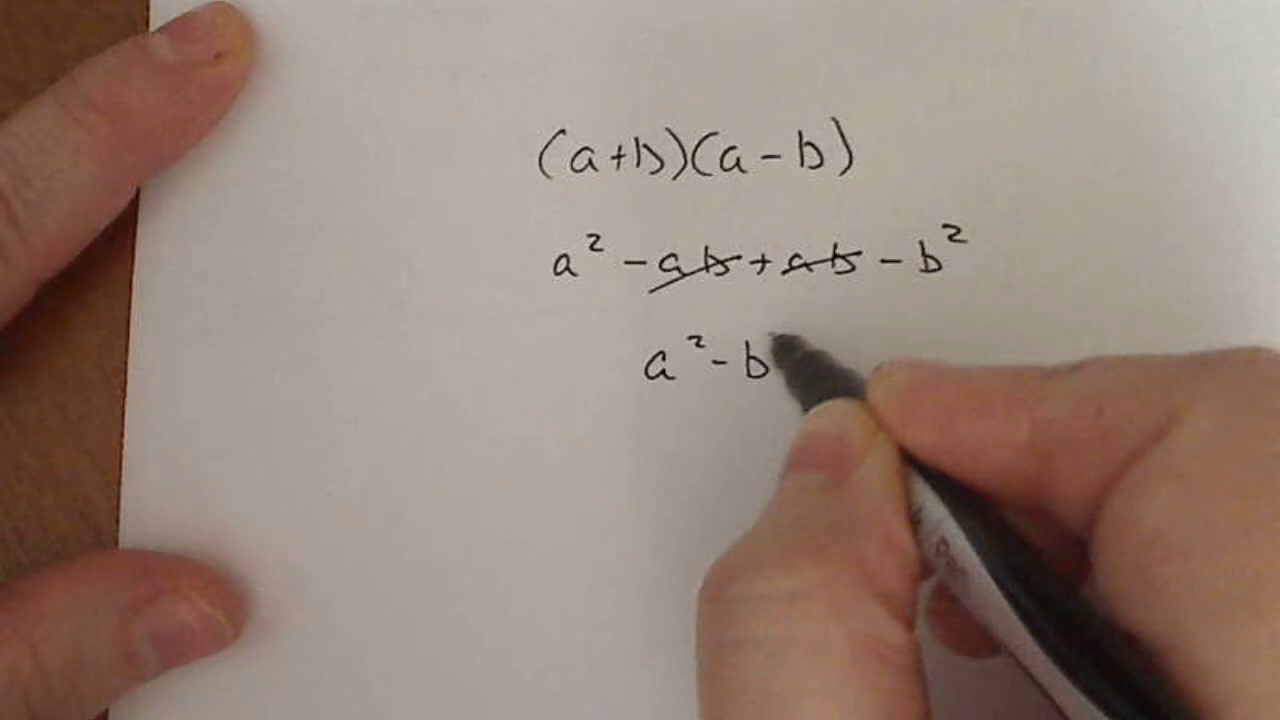 (a+b)(a-b)
a² -ab+ab - b²
a²-b